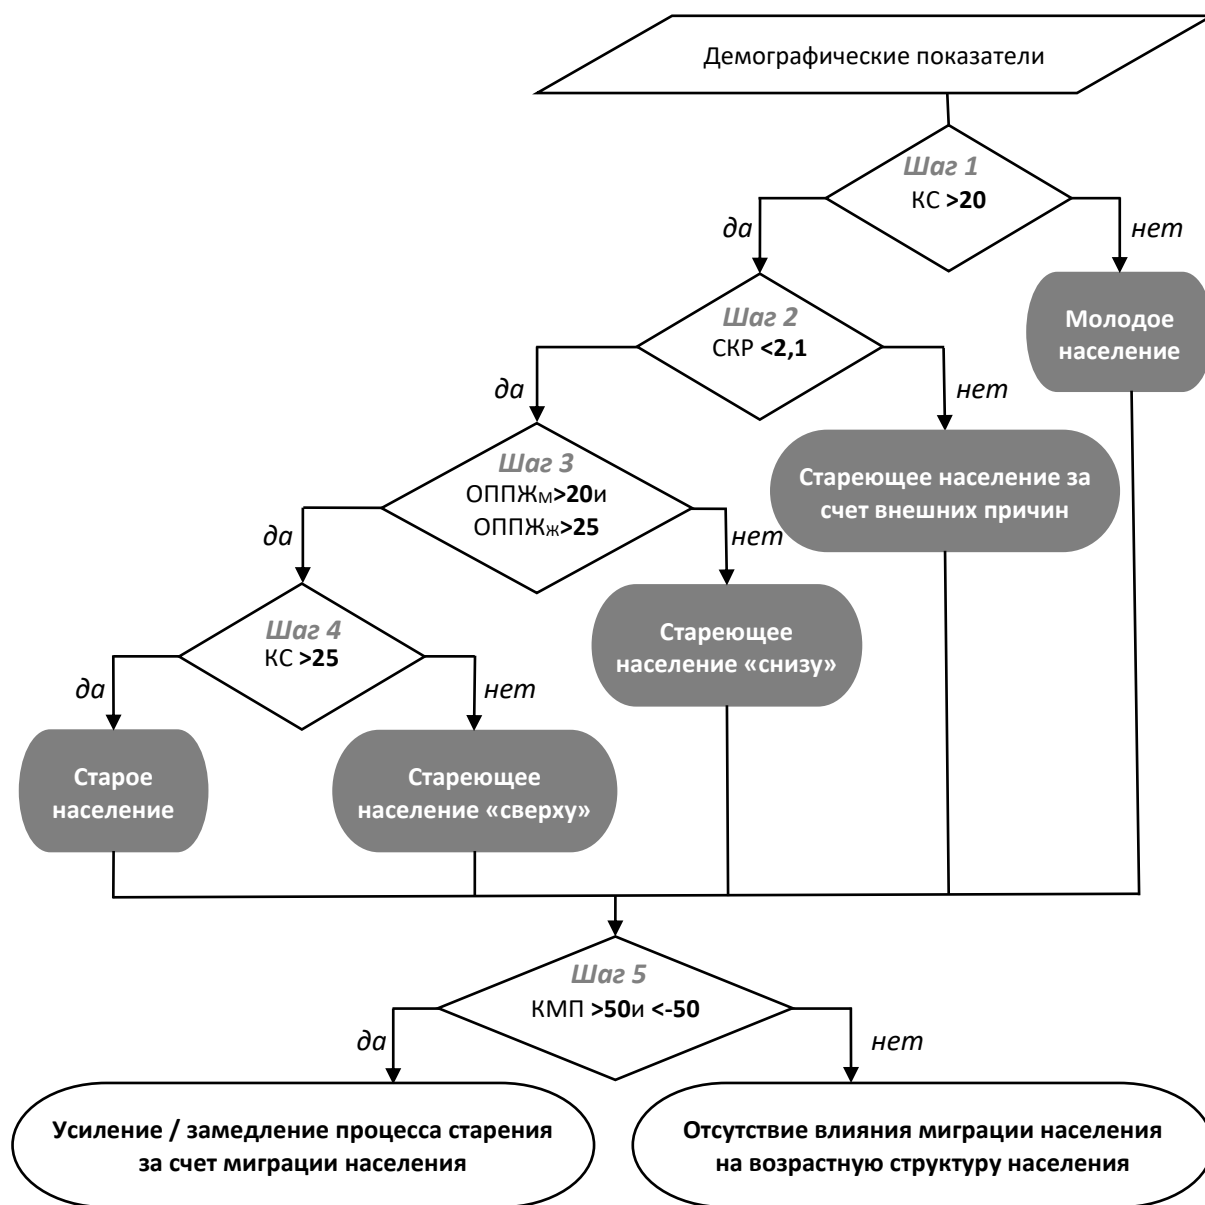 Демографические показатели
Шаг 1
КС >20
да
нет
Шаг 2
СКР <2,1
Молодое
население
да
нет
Шаг 3
ОППЖм>20и
ОППЖж>25
Стареющее население за
счет внешних причин
да
нет
Шаг 4
КС >25
Стареющее
население «снизу»
да
нет
Старое
население
Стареющее
население «сверху»
Шаг 5
КМП >50и <-50
да
нет
Усиление / замедление процесса старения
за счет миграции населения
Отсутствие влияния миграции населения
на возрастную структуру населения